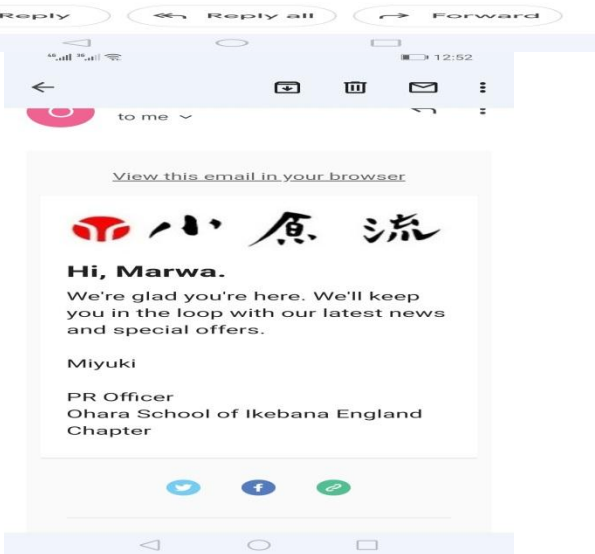 Reply
Reply all
Forward
4G
3G
12:52
to me
View this email in your browser
小原流
Hi, Marwa.
We're glad you're here. We'll keep
you in the loop with our latest news
and special offers.
Miyuki
PR Officer
Ohara School of Ikebana England
Chapter